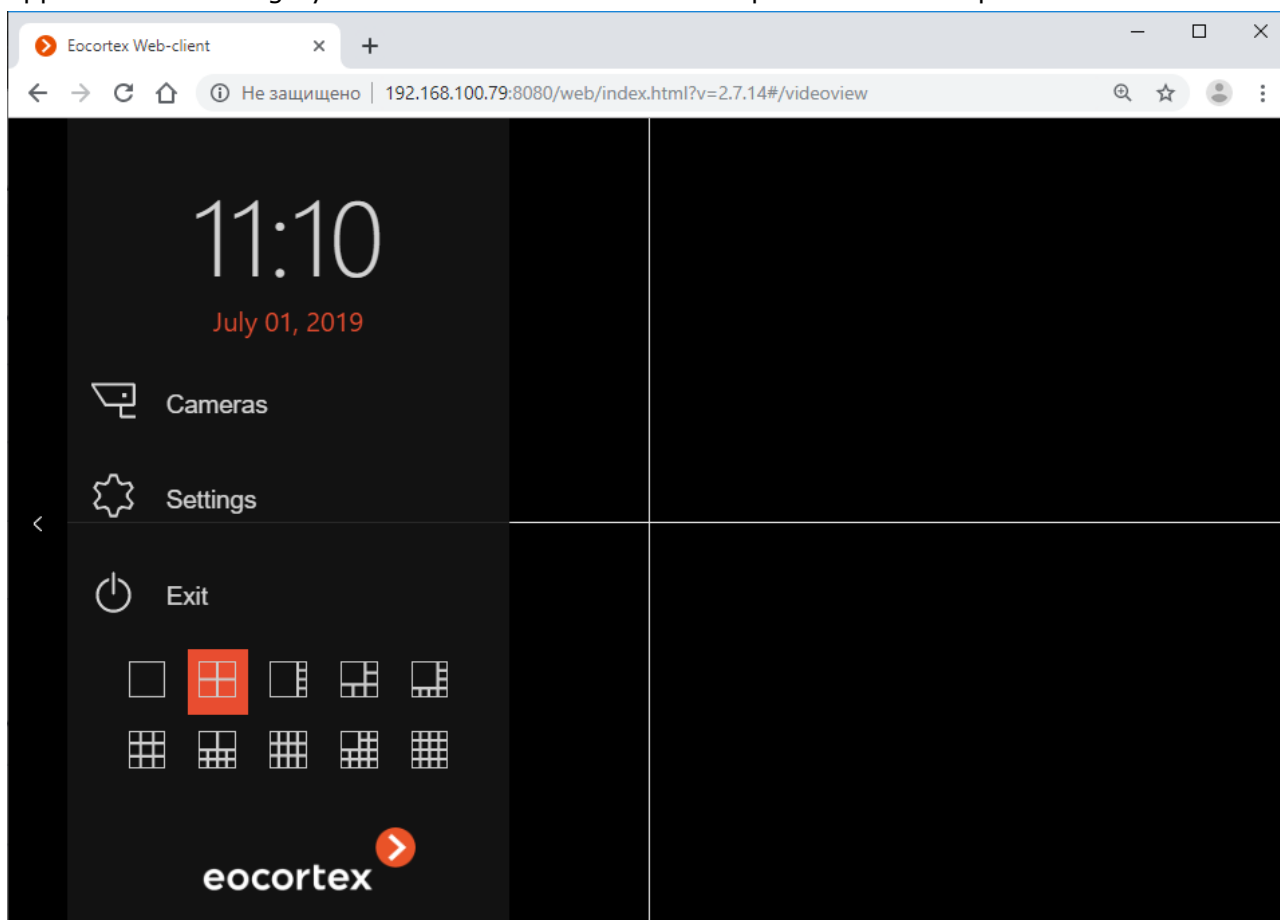 Eocortex Web-client
Не защищено | 192.168.100.79:8080/web/index.html?v=2.7.14#/videoview
11:10
July 01, 2019
Cameras
Settings
Exit
eocortex